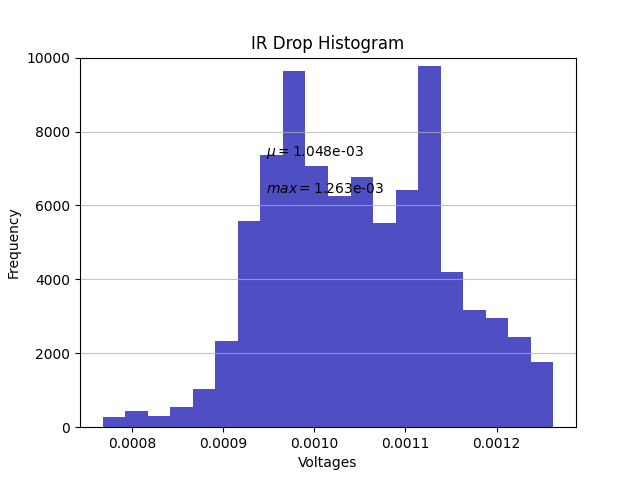 IR Drop Histogram
10000
8000
6000
4000
2000
0
Frequency
μ = 1.048e-03
max = 1.263e-03
0.0008 0.0009 0.0010 0.0011 0.0012
Voltages